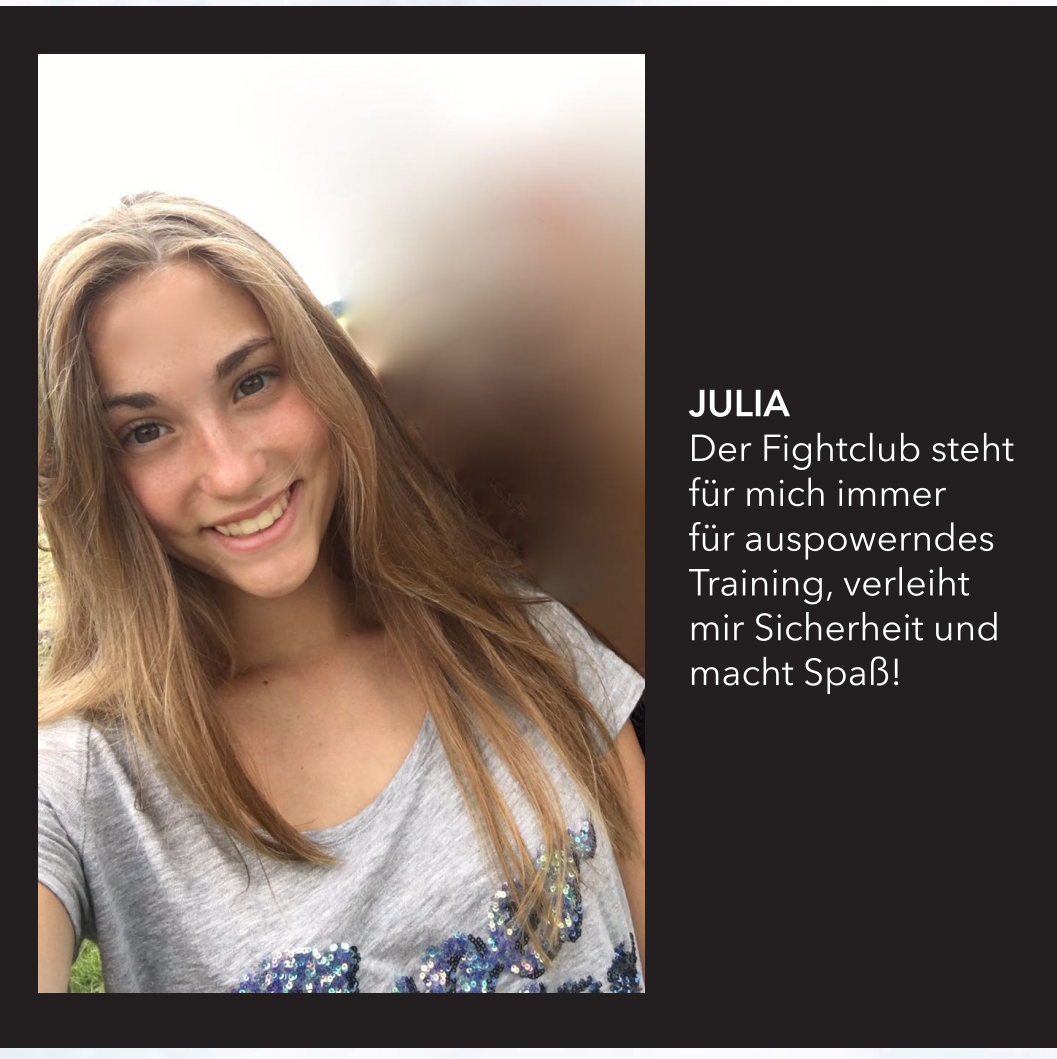 JULIA
Der Fightclub steht
für mich immer
für auspowerndes
Training, verleiht
mir Sicherheit und
macht Spaß!